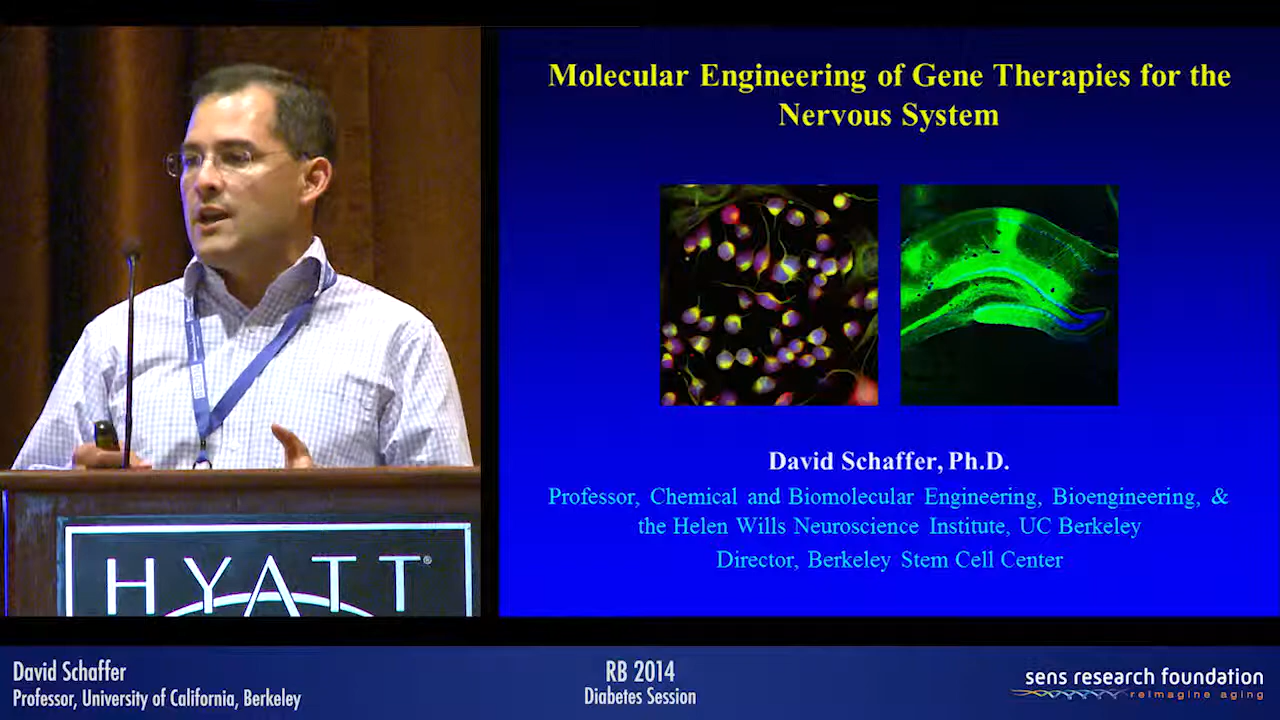 Molecular Engineering of Gene Therapies for the
Nervous System
David Schaffer, Ph.D.
Professor, Chemical and Biomolecular Engineering, Bioengineering, &
the Helen Wills Neuroscience Institute, UC Berkeley
Director, Berkeley Stem Cell Center
HYATT®
David Schaffer
Professor, University of California, Berkeley
RB 2014
Diabetes Session
sens research foundation
reimagine aging